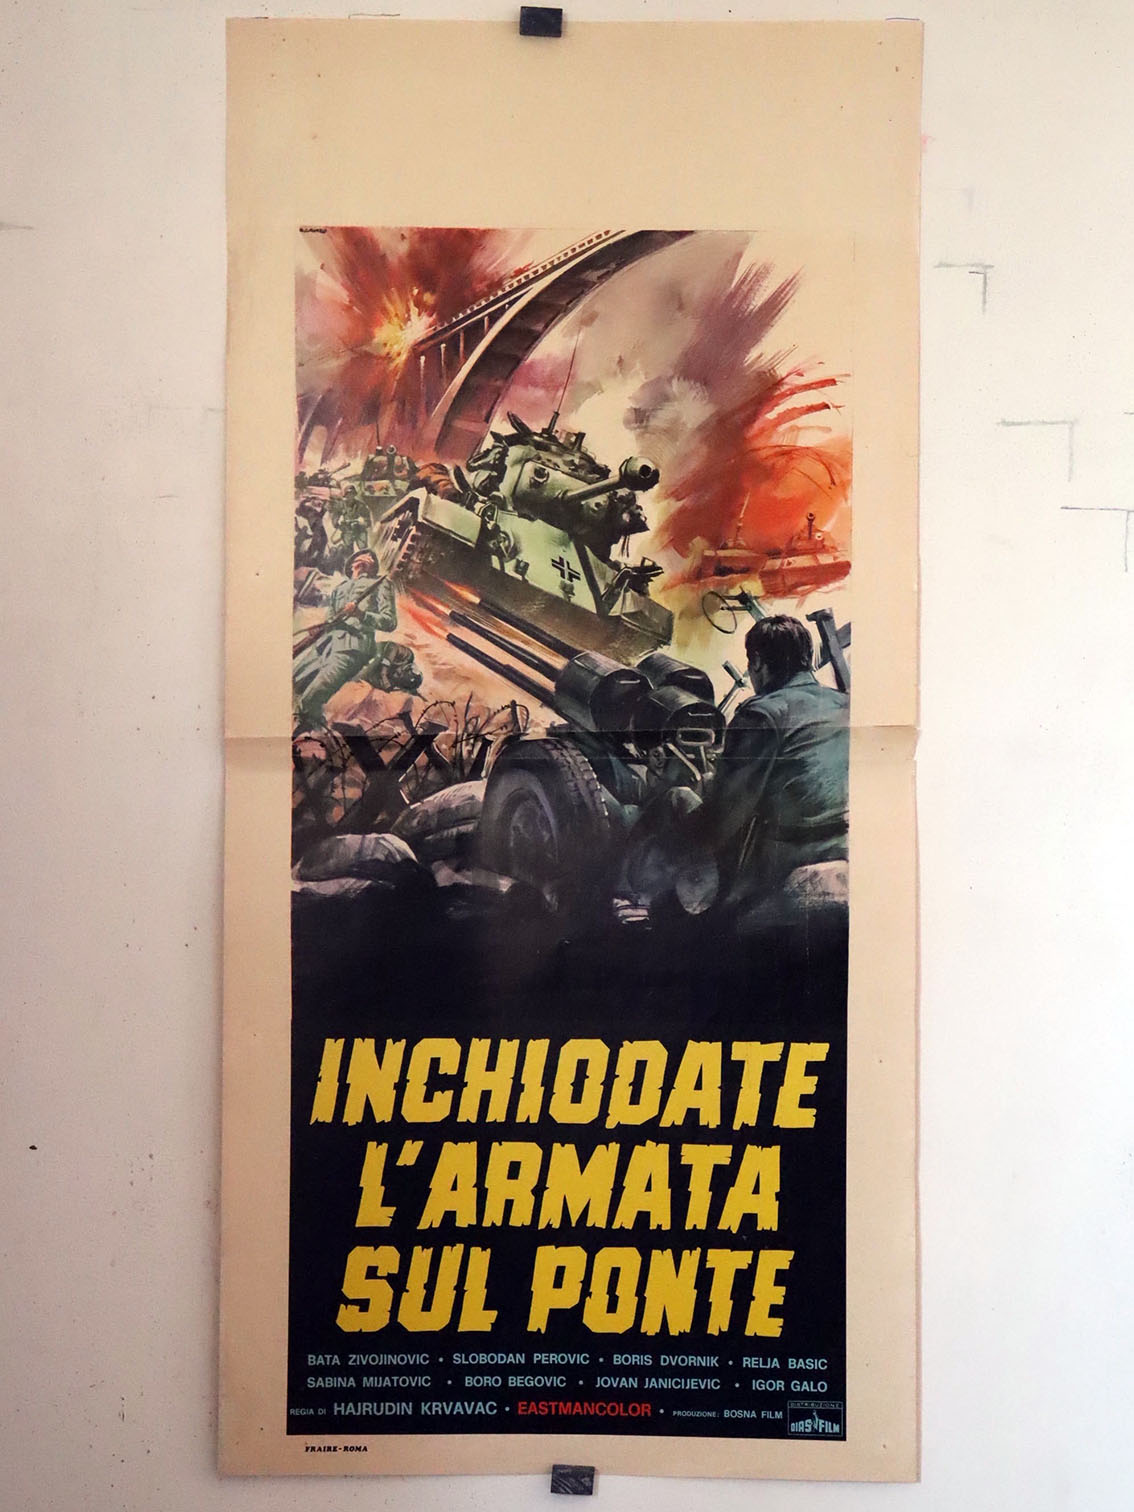 INCHIODATE
L'ARMATA
SUL PONTE
BATA ZIVOJINOVIC • SLOBODAN PEROVIC • BORIS DVORNIK • RELJA BASIC
SABINA MIJATOVIC • BORO BEGOVIC • JOVAN JANICIJEVIC • IGOR GALO
REGIA DI HAJRUDIN KRVAVAC • EASTMANCOLOR • PRODUZIONE: BOSNA FILM
DISTRIBUZIONE
DIAS FILM
FRAIRE-ROMA